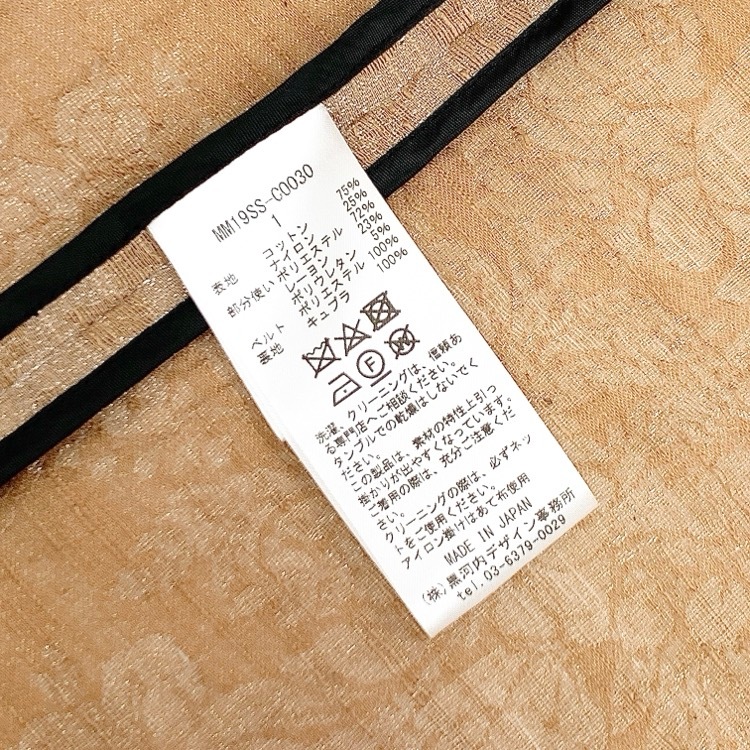 MM19SS-CO030
1
表地 コットン 75%
ナイロン 25%
部分使い ポリエステル 72%
レーヨン 23%
ポリウレタン 5%
ベルト ポリエステル 100%
裏地 キュプラ 100%
F
洗濯、クリーニングは、信頼あ
る専門店へご相談ください。
タンブルでの乾燥はしないでく
ださい。
この製品は、素材の特性上引っ
掛かりが出やすくなっています。
ご着用の際は、充分ご注意くだ
さい。
クリーニングの際は、必ずネッ
トをご使用ください。
アイロン掛けはあて布使用
MADE IN JAPAN
(株)黒河内デザイン事務所
tel.03-6379-0029